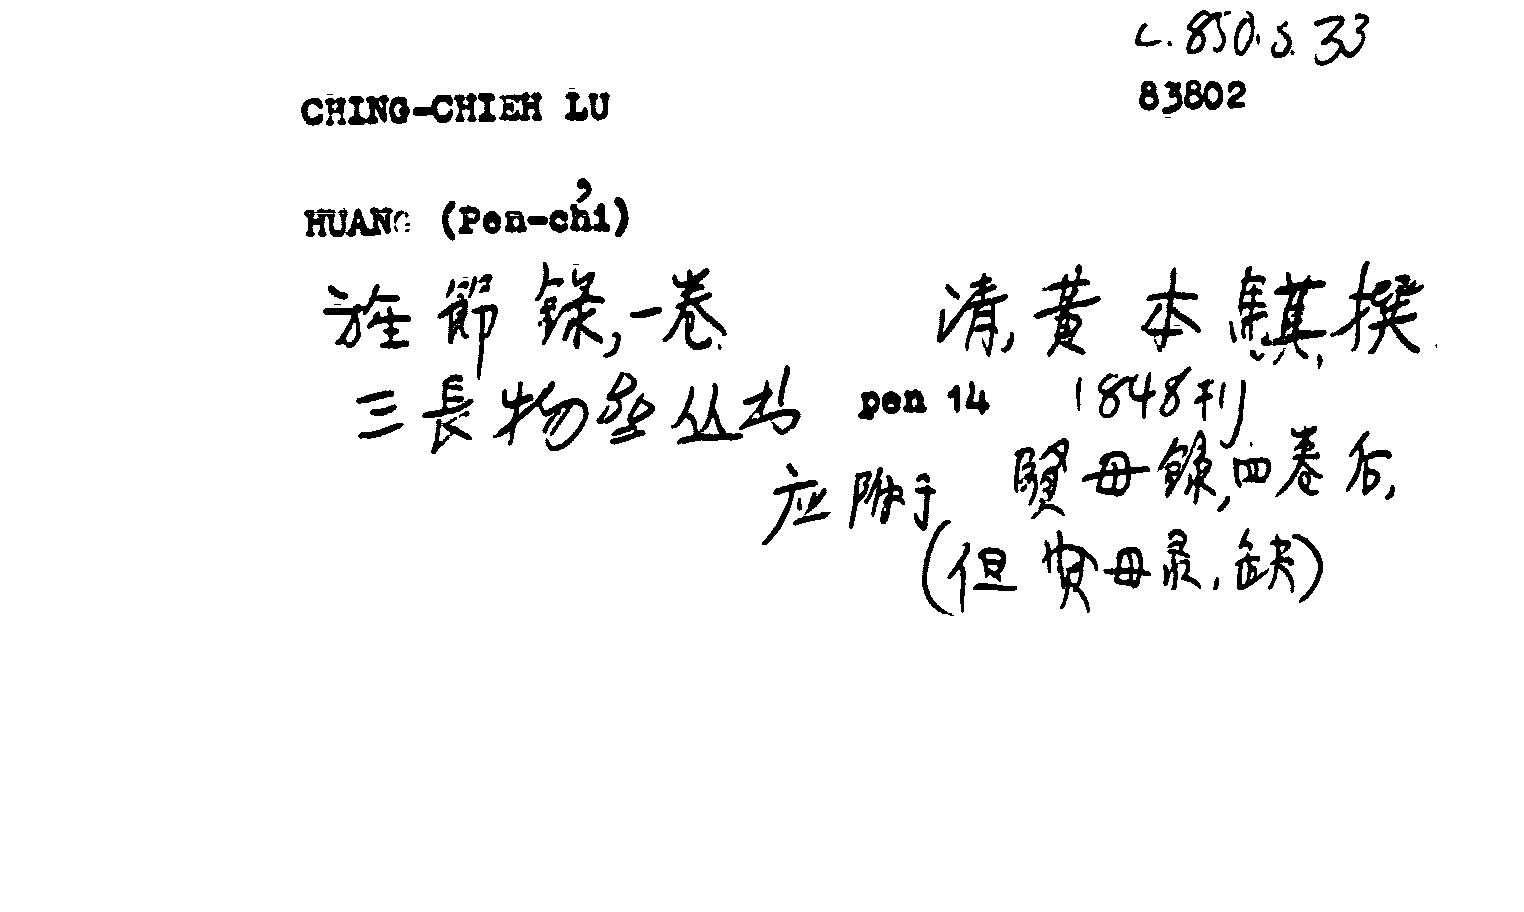 c.850.s.33
CHING-CHIEH LU 83802
HUANG (Pen-ch'i)
旌節錄,一卷 清,黃本騏撰.
三長物齋丛书 pen 14 1848刊
应附于 賢母錄,四卷后,
(但 賢母录,缺)